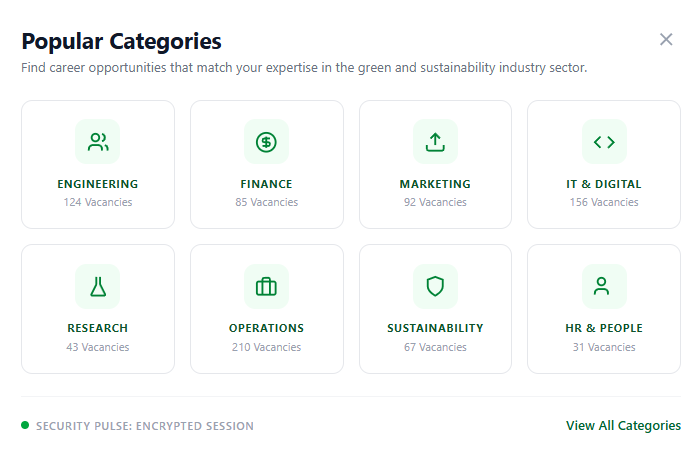 Popular Categories
Find career opportunities that match your expertise in the green and sustainability industry sector.
ENGINEERING
124 Vacancies
FINANCE
85 Vacancies
MARKETING
92 Vacancies
IT & DIGITAL
156 Vacancies
RESEARCH
43 Vacancies
OPERATIONS
210 Vacancies
SUSTAINABILITY
67 Vacancies
HR & PEOPLE
31 Vacancies
SECURITY PULSE: ENCRYPTED SESSION
View All Categories